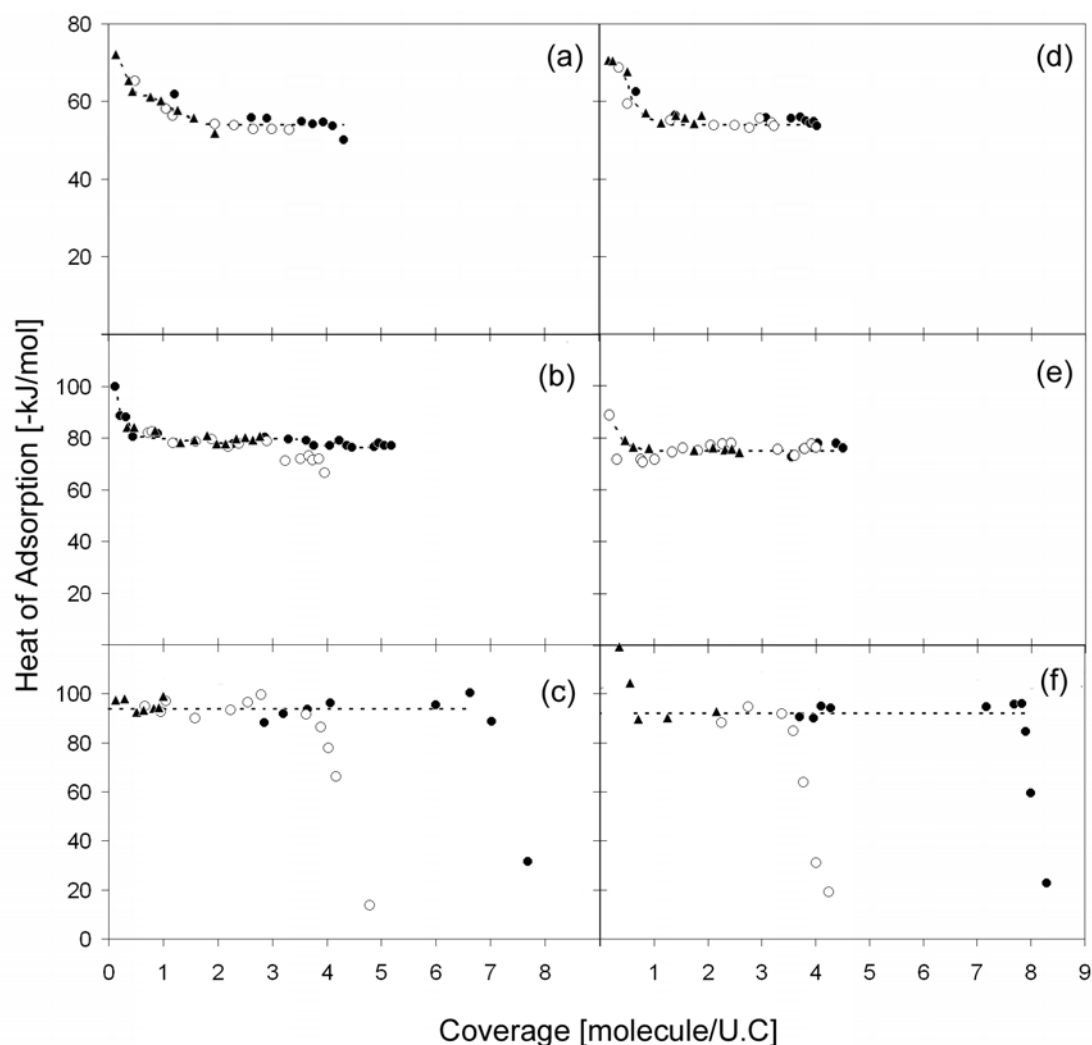 80
60
40
20
(a)
(d)
Heat of Adsorption [-kJ/mol]
100
80
60
40
20
(b)
(e)
100
80
60
40
20
0
(c)
(f)
0 1 2 3 4 5 6 7 8
1 2 3 4 5 6 7 8 9
Coverage [molecule/U.C]